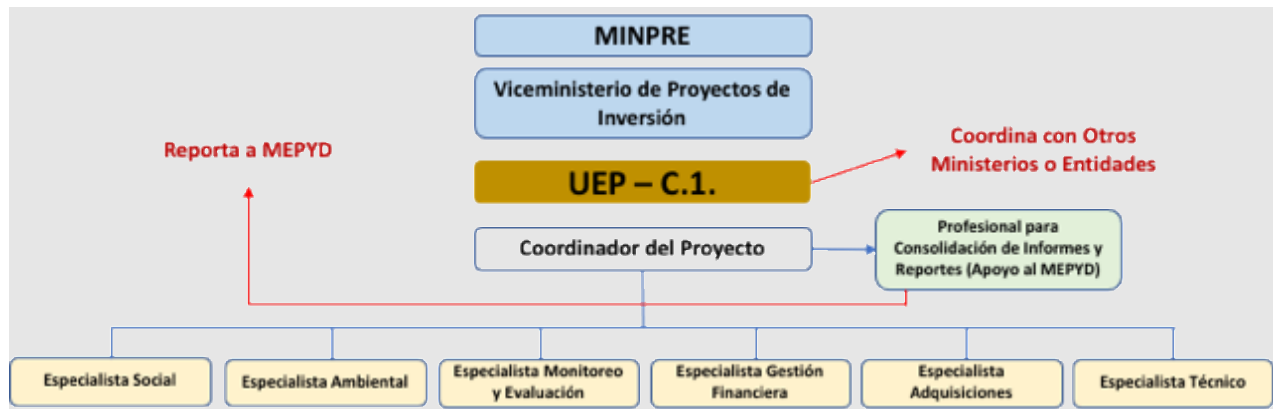 MINPRE
Viceministerio de Proyectos de
Inversión
Reporta a MEPYD
Coordina con Otros
Ministerios o Entidades
UEP – C.1.
Coordinador del Proyecto
Profesional para
Consolidación de Informes y
Reportes (Apoyo al MEPYD)
Especialista Social
Especialista Ambiental
Especialista Monitoreo
y Evaluación
Especialista Gestión
Financiera
Especialista
Adquisiciones
Especialista Técnico